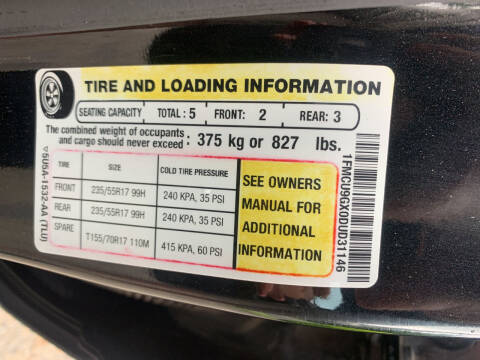 TIRE AND LOADING INFORMATION
SEATING CAPACITY TOTAL : 5 FRONT: 2 REAR: 3
The combined weight of occupants
and cargo should never exceed : 375 kg or 827 lbs.
TIRE SIZE COLD TIRE PRESSURE
FRONT 235/55R17 99H 240 KPA, 35 PSI
REAR 235/55R17 99H 240 KPA, 35 PSI
SPARE T155/70R17 110M 415 KPA, 60 PSI
SEE OWNERS
MANUAL FOR
ADDITIONAL
INFORMATION
1FMCU9GX0DUD31146